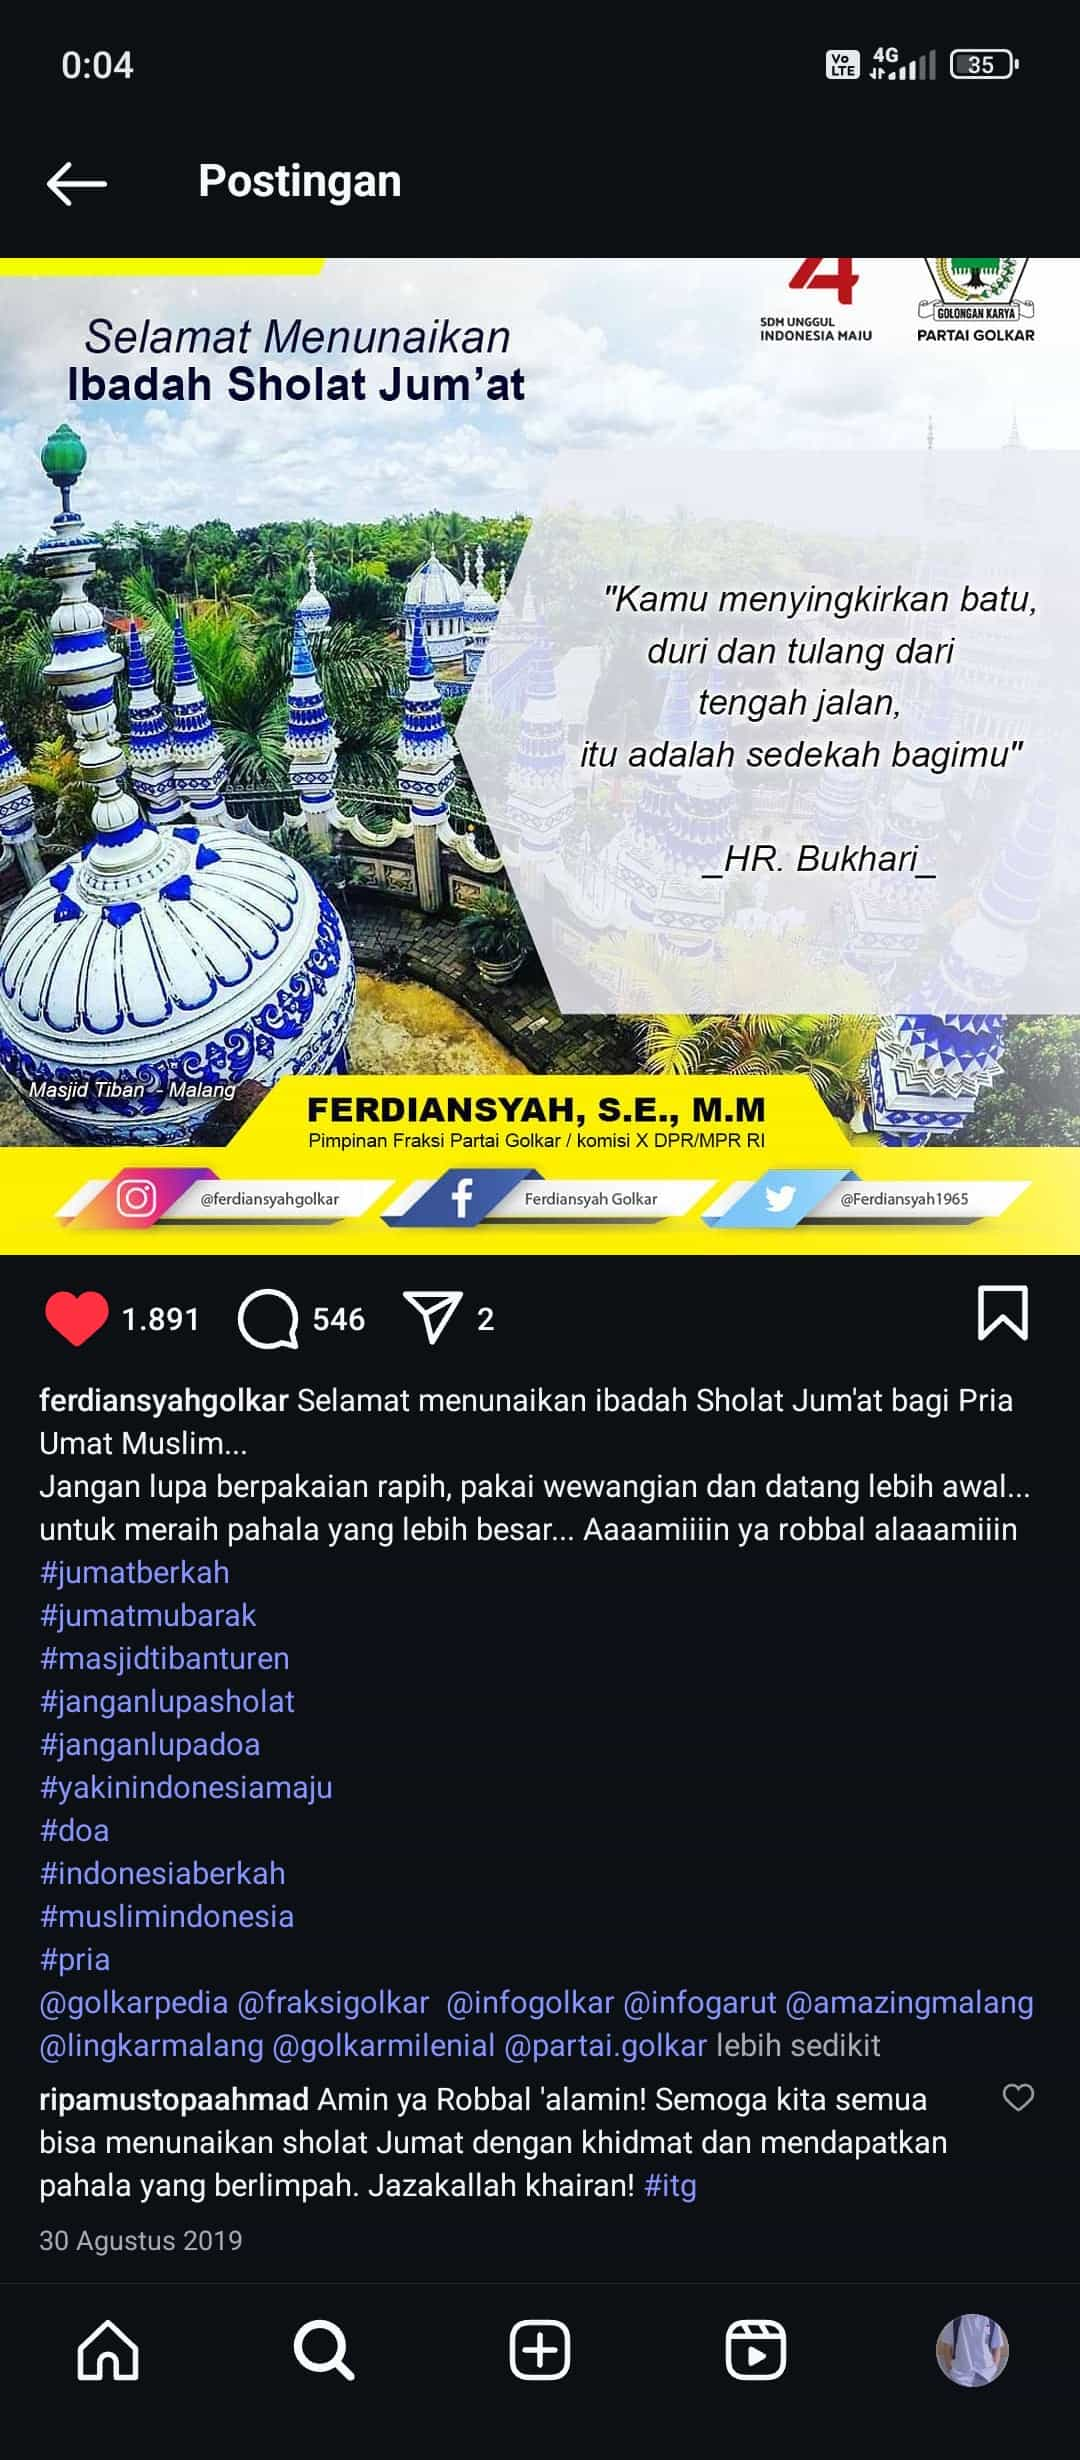 0:04
Vo LTE 4G 35
Postingan
Selamat Menunaikan
Ibadah Sholat Jum'at
SDM UNGGUL
INDONESIA MAJU
GOLONGAN KARYA
PARTAI GOLKAR
"Kamu menyingkirkan batu,
duri dan tulang dari
tengah jalan,
itu adalah sedekah bagimu"
_HR. Bukhari_
Masjid Tiban - Malang
FERDIANSYAH, S.E., M.M
Pimpinan Fraksi Partai Golkar / komisi X DPR/MPR RI
@ferdiansyahgolkar
Ferdiansyah Golkar
@Ferdiansyah1965
1.891 546 2
ferdiansyahgolkar Selamat menunaikan ibadah Sholat Jum'at bagi Pria
Umat Muslim...
Jangan lupa berpakaian rapih, pakai wewangian dan datang lebih awal...
untuk meraih pahala yang lebih besar... Aaaamiiiin ya robbal alaaamiiin
#jumatberkah
#jumatmubarak
#masjidtibanturen
#janganlupasholat
#janganlupadoa
#yakinindonesiamaju
#doa
#indonesiaberkah
#muslimindonesia
#pria
@golkarpedia @fraksigolkar @infogolkar @infogarut @amazingmalang
@lingkarmalang @golkarmilenial @partai.golkar lebih sedikit
ripamustopaahmad Amin ya Robbal 'alamin! Semoga kita semua
bisa menunaikan sholat Jumat dengan khidmat dan mendapatkan
pahala yang berlimpah. Jazakallah khairan! #itg
30 Agustus 2019